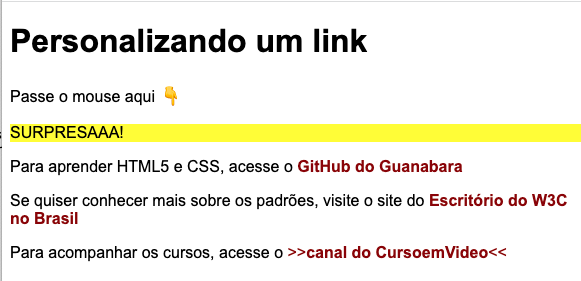 Personalizando um link
Passe o mouse aqui 👇
SURPRESAAA!
Para aprender HTML5 e CSS, acesse o GitHub do Guanabara
Se quiser conhecer mais sobre os padrões, visite o site do Escritório do W3C
no Brasil
Para acompanhar os cursos, acesse o >>canal do CursoemVideo<<